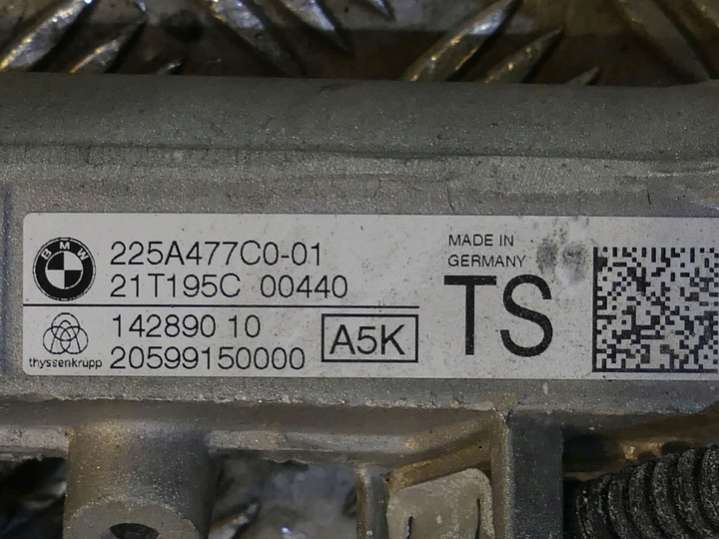 BMW
225A477C0-01
21T195C 00440
thyssenkrupp
142890 10
20599150000
A5K
MADE IN
GERMANY
TS